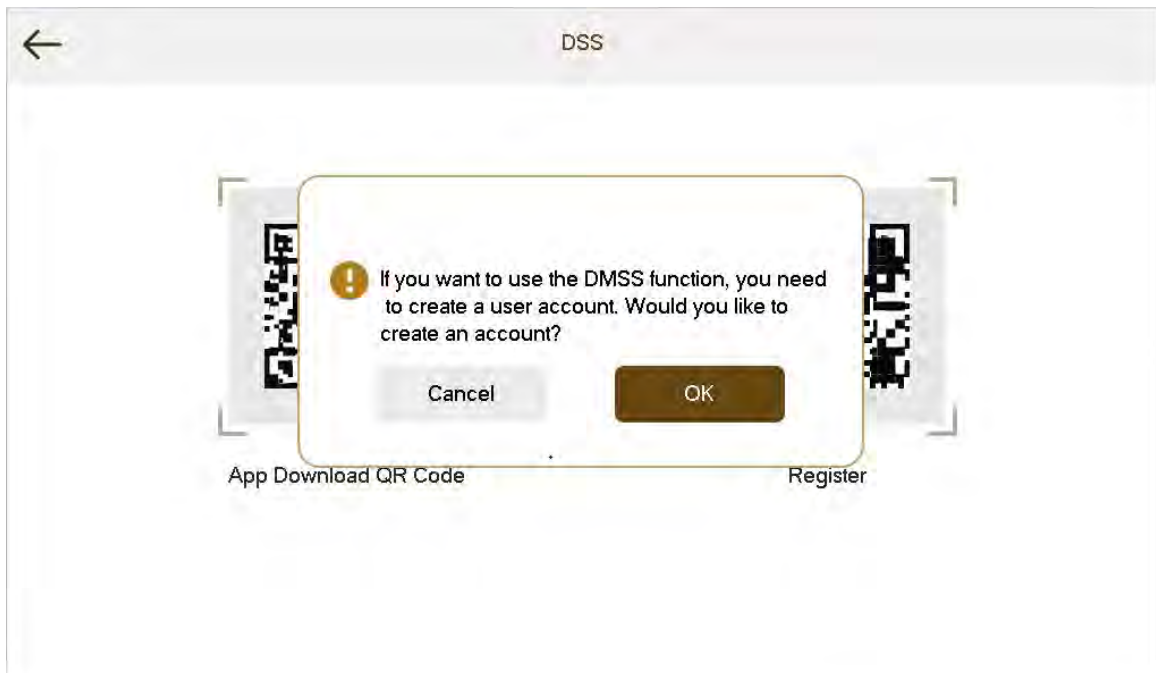 DSS
If you want to use the DMSS function, you need
to create a user account. Would you like to
create an account?
Cancel
OK
App Download QR Code
Register